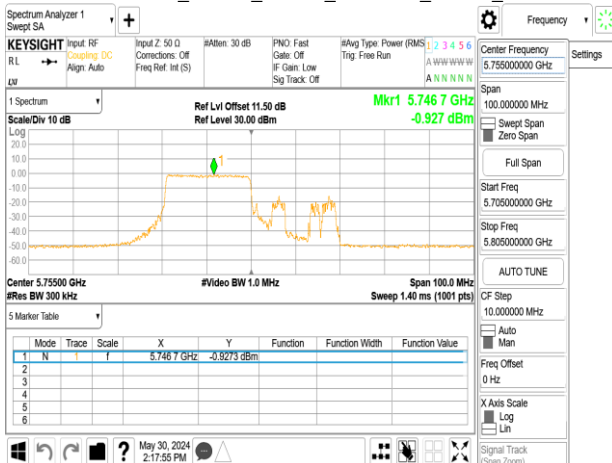 Spectrum Analyzer 1
Swept SA
Frequency
KEYSIGHT Input: RF
RL
Coupling: DC
Align: Auto
Input Z: 50 Ω
Corrections: Off
Freq Ref: Int (S)
#Atten: 30 dB
PNO: Fast
Gate: Off
IF Gain: Low
Sig Track: Off
#Avg Type: Power (RMS
Trig: Free Run
1 2 3 4 5 6
A WW WW W
A N N N N N
Center Frequency
5.755000000 GHz
Settings
Span
100.000000 MHz
Swept Span
Zero Span
Full Span
Start Freq
5.705000000 GHz
Stop Freq
5.805000000 GHz
AUTO TUNE
CF Step
10.000000 MHz
Auto
Man
Freq Offset
0 Hz
X Axis Scale
Log
Lin
Signal Track
(Span Zoom)
1 Spectrum
Scale/Div 10 dB
Ref Lvl Offset 11.50 dB
Ref Level 30.00 dBm
Mkr1 5.746 7 GHz
-0.927 dBm
Log
20.0
10.0
0.00
-10.0
-20.0
-30.0
-40.0
-50.0
-60.0
1
Center 5.75500 GHz
#Res BW 300 kHz
#Video BW 1.0 MHz
Span 100.0 MHz
Sweep 1.40 ms (1001 pts)
5 Marker Table
Mode Trace Scale X Y Function Function Width Function Value
1 N 1 f 5.746 7 GHz -0.9273 dBm
2
3
4
5
6
?
May 30, 2024
2:17:55 PM